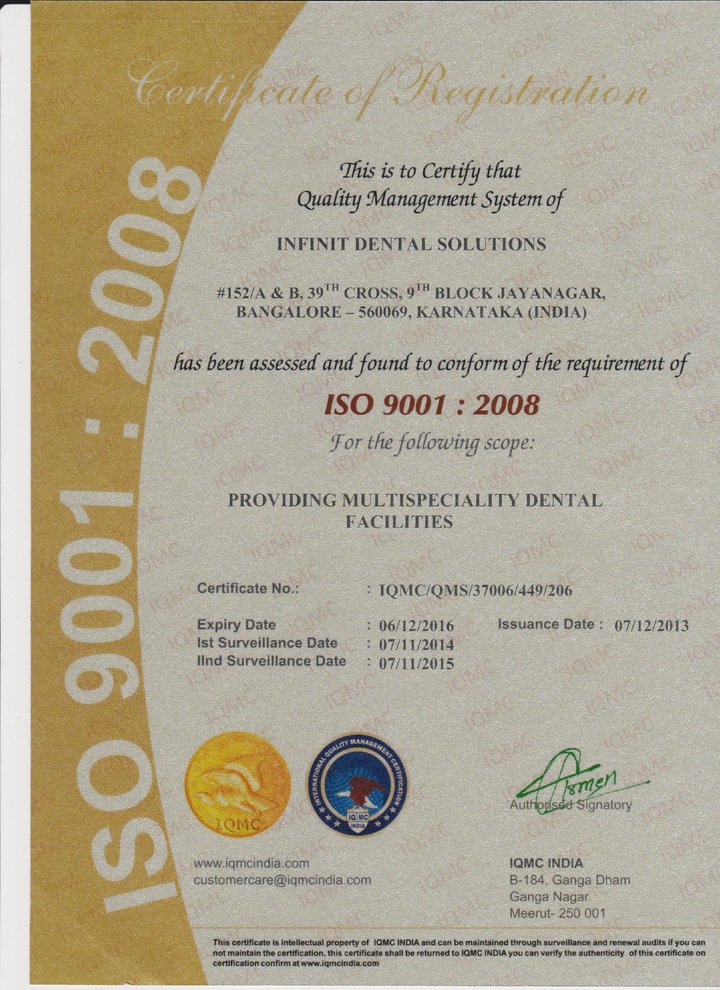 Certificate of Registration
This is to Certify that
Quality Management System of
INFINIT DENTAL SOLUTIONS
#152/A & B, 39TH CROSS, 9TH BLOCK JAYANAGAR,
BANGALORE – 560069, KARNATAKA (INDIA)
has been assessed and found to conform of the requirement of
ISO 9001 : 2008
For the following scope:
PROVIDING MULTISPECIALITY DENTAL
FACILITIES
Certificate No.: : IQMC/QMS/37006/449/206
Expiry Date : 06/12/2016 Issuance Date : 07/12/2013
Ist Surveillance Date : 07/11/2014
IInd Surveillance Date : 07/11/2015
ISO 9001 : 2008
IQMC
INTERNATIONAL QUALITY MANAGEMENT CERTIFICATION
IQMC
INDIA
Authorised Signatory
www.iqmcindia.com
customercare@iqmcindia.com
IQMC INDIA
B-184, Ganga Dham
Ganga Nagar
Meerut- 250 001
This certificate is intellectual property of IQMC INDIA and can be maintained through surveillance and renewal audits if you can
not maintain the certification, this certificate shall be returned to IQMC INDIA you can verify the authenticity of this certificate on
certification confirm at www.iqmcindia.com